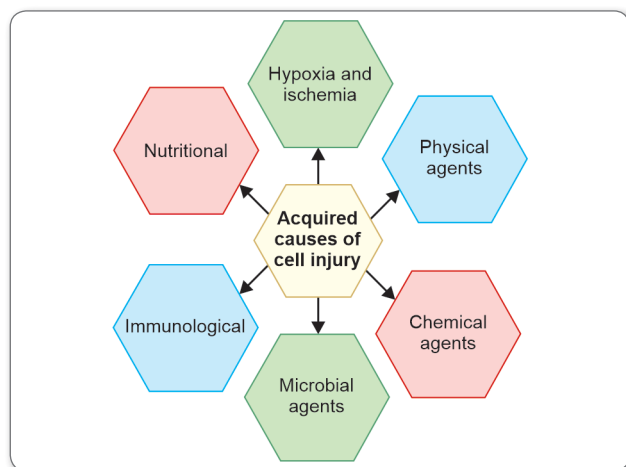 Hypoxia and
ischemia
Nutritional
Physical
agents
Acquired
causes of
cell injury
Immunological
Chemical
agents
Microbial
agents